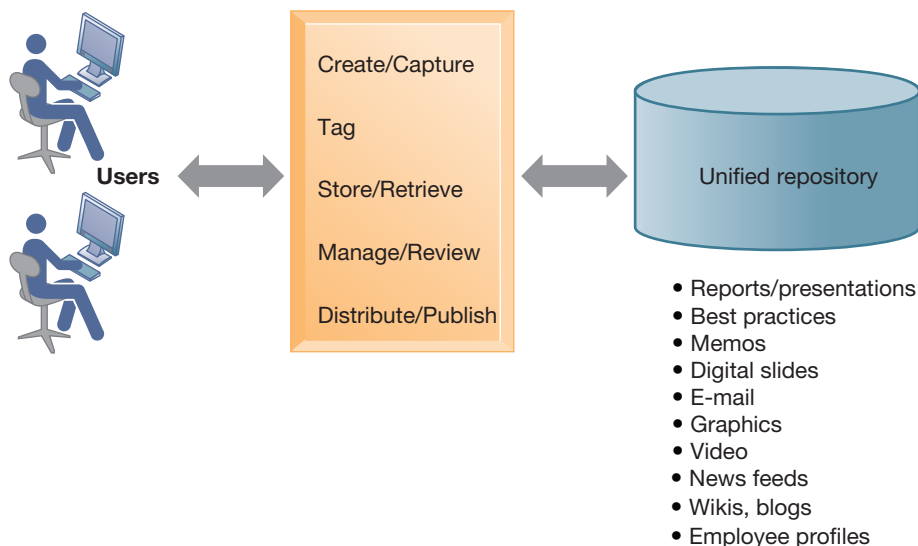 Users
Create/Capture
Tag
Store/Retrieve
Manage/Review
Distribute/Publish
Unified repository
• Reports/presentations
• Best practices
• Memos
• Digital slides
• E-mail
• Graphics
• Video
• News feeds
• Wikis, blogs
• Employee profiles